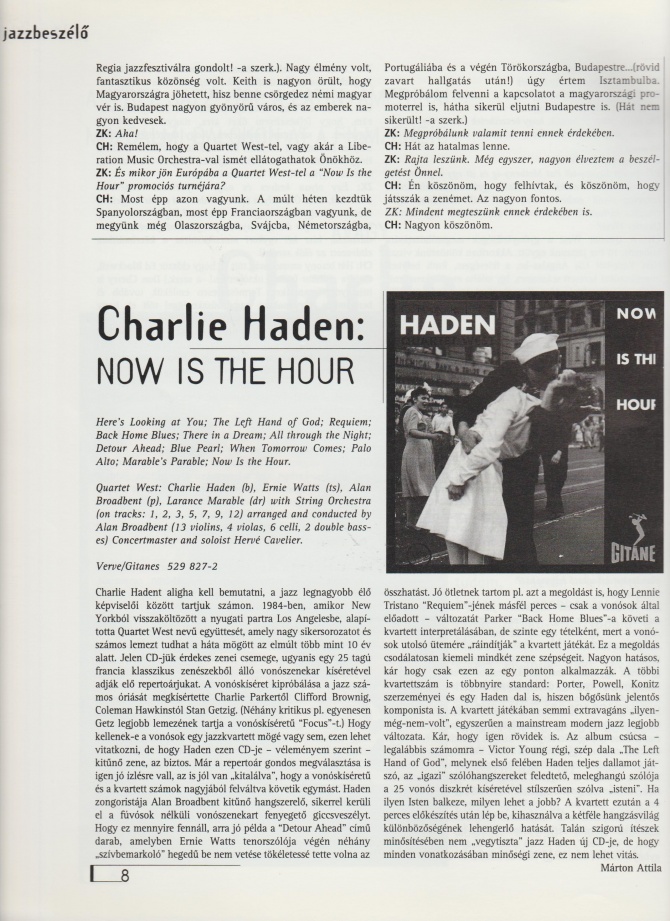 jazzbeszélő
Regia jazzfesztiválra gondolt! -a szerk.). Nagy élmény volt,
fantasztikus közönség volt. Keith is nagyon örült, hogy
Magyarországra jöhetett, hisz benne csörgedez némi magyar
vér is. Budapest nagyon gyönyörű város, és az emberek na-
gyon kedvesek.
ZK: Aha!
CH: Remélem, hogy a Quartet West-tel, vagy akár a Libe-
ration Music Orchestra-val ismét ellátogathatok Önökhöz.
ZK: És mikor jön Európába a Quartet West-tel a "Now Is the
Hour" promociós turnéjára?
CH: Most épp azon vagyunk. A múlt héten kezdtük
Spanyolországban, most épp Franciaországban vagyunk, de
megyünk még Olaszországba, Svájcba, Németországba,
Portugáliába és a végén Törökországba, Budapestre...(rövid
zavart hallgatás után!) úgy értem Isztambulba.
Megpróbálom felvenni a kapcsolatot a magyarországi pro-
moterrel is, hátha sikerül eljutni Budapestre is. (Hát nem
sikerült! -a szerk.)
ZK: Megpróbálunk valamit tenni ennek érdekében.
CH: Hát az hatalmas lenne.
ZK: Rajta leszünk. Még egyszer, nagyon élveztem a beszél-
getést Önnel.
CH: Én köszönöm, hogy felhívtak, és köszönöm, hogy
játsszák a zenémet. Az nagyon fontos.
ZK: Mindent megteszünk ennek érdekében is.
CH: Nagyon köszönöm.
Charlie Haden:
NOW IS THE HOUR
Here's Looking at You; The Left Hand of God; Requiem;
Back Home Blues; There in a Dream; All through the Night;
Detour Ahead; Blue Pearl; When Tomorrow Comes; Palo
Alto; Marable's Parable; Now Is the Hour.
Quartet West: Charlie Haden (b), Ernie Watts (ts), Alan
Broadbent (p), Larance Marable (dr) with String Orchestra
(on tracks: 1, 2, 3, 5, 7, 9, 12) arranged and conducted by
Alan Broadbent (13 violins, 4 violas, 6 celli, 2 double bass-
es) Concertmaster and soloist Hervé Cavelier.
Verve/Gitanes 529 827-2
HADEN
NOW
IS THE
HOUR
GITANE
Charlie Hadent aligha kell bemutatni, a jazz legnagyobb élő
képviselői között tartjuk számon. 1984-ben, amikor New
Yorkból visszaköltözött a nyugati partra Los Angelesbe, alapí-
totta Quartet West nevű együttesét, amely nagy sikersorozatot és
számos lemezt tudhat a háta mögött az elmúlt több mint 10 év
alatt. Jelen CD-jük érdekes zenei csemege, ugyanis egy 25 tagú
francia klasszikus zenészekből álló vonószenekar kíséretével
adják elő repertoárjukat. A vonóskíséret kipróbálása a jazz szá-
mos óriását megkísértette Charlie Parkertől Clifford Brownig,
Coleman Hawkinstól Stan Getzig. (Néhány kritikus pl. egyenesen
Getz legjobb lemezének tartja a vonóskíséretű "Focus"-t.) Hogy
kellenek-e a vonósok egy jazzkvartett mögé vagy sem, ezen lehet
vitatkozni, de hogy Haden ezen CD-je – véleményem szerint –
kitűnő zene, az biztos. Már a repertoár gondos megválasztása is
igen jó ízlésre vall, az is jól van „kitalálva", hogy a vonóskíséretű
és a kvartett számok nagyjából felváltva követik egymást. Haden
zongoristája Alan Broadbent kitűnő hangszerelő, sikerrel kerüli
el a fúvósok nélküli vonószenekart fenyegető giccsveszélyt.
Hogy ez mennyire fennáll, arra jó példa a "Detour Ahead" című
darab, amelyben Ernie Watts tenorszólója végén néhány
„szívbemarkoló" hegedű be nem vetése tökéletessé tette volna az
összhatást. Jó ötletnek tartom pl. azt a megoldást is, hogy Lennie
Tristano "Requiem"-jének másfél perces – csak a vonósok által
előadott – változatát Parker "Back Home Blues"-a követi a
kvartett interpretálásában, de szinte egy tételként, mert a vonó-
sok utolsó ütemére „ráindítják" a kvartett játékát. Ez a megoldás
csodálatosan kiemeli mindkét zene szépségeit. Nagyon hatásos,
kár hogy csak ezen az egy ponton alkalmazzák. A többi
kvartettszám is többnyire standard: Porter, Powell, Konitz
szerzeményei és egy Haden dal is, hiszen bőgősünk jelentős
komponista is. A kvartett játékában semmi extravagáns „ilyen-
még-nem-volt", egyszerűen a mainstream modern jazz legjobb
változata. Kár, hogy igen rövidek is. Az album csúcsa –
legalábbis számomra – Victor Young régi, szép dala „The Left
Hand of God", melynek első felében Haden teljes dallamot ját-
szó, az „igazi" szólóhangszereket feledtető, meleghangú szólója
a 25 vonós diszkrét kíséretével stílszerűen szólva „isteni". Ha
ilyen Isten balkeze, milyen lehet a jobb? A kvartett ezután a 4
perces előkészítés után lép be, kihasználva a kétféle hangzásvilág
különbözőségének lehengerlő hatását. Talán szigorú ítészek
minősítésében nem „vegytiszta" jazz Haden új CD-je, de hogy
minden vonatkozásában minőségi zene, ez nem lehet vitás.
Márton Attila
8